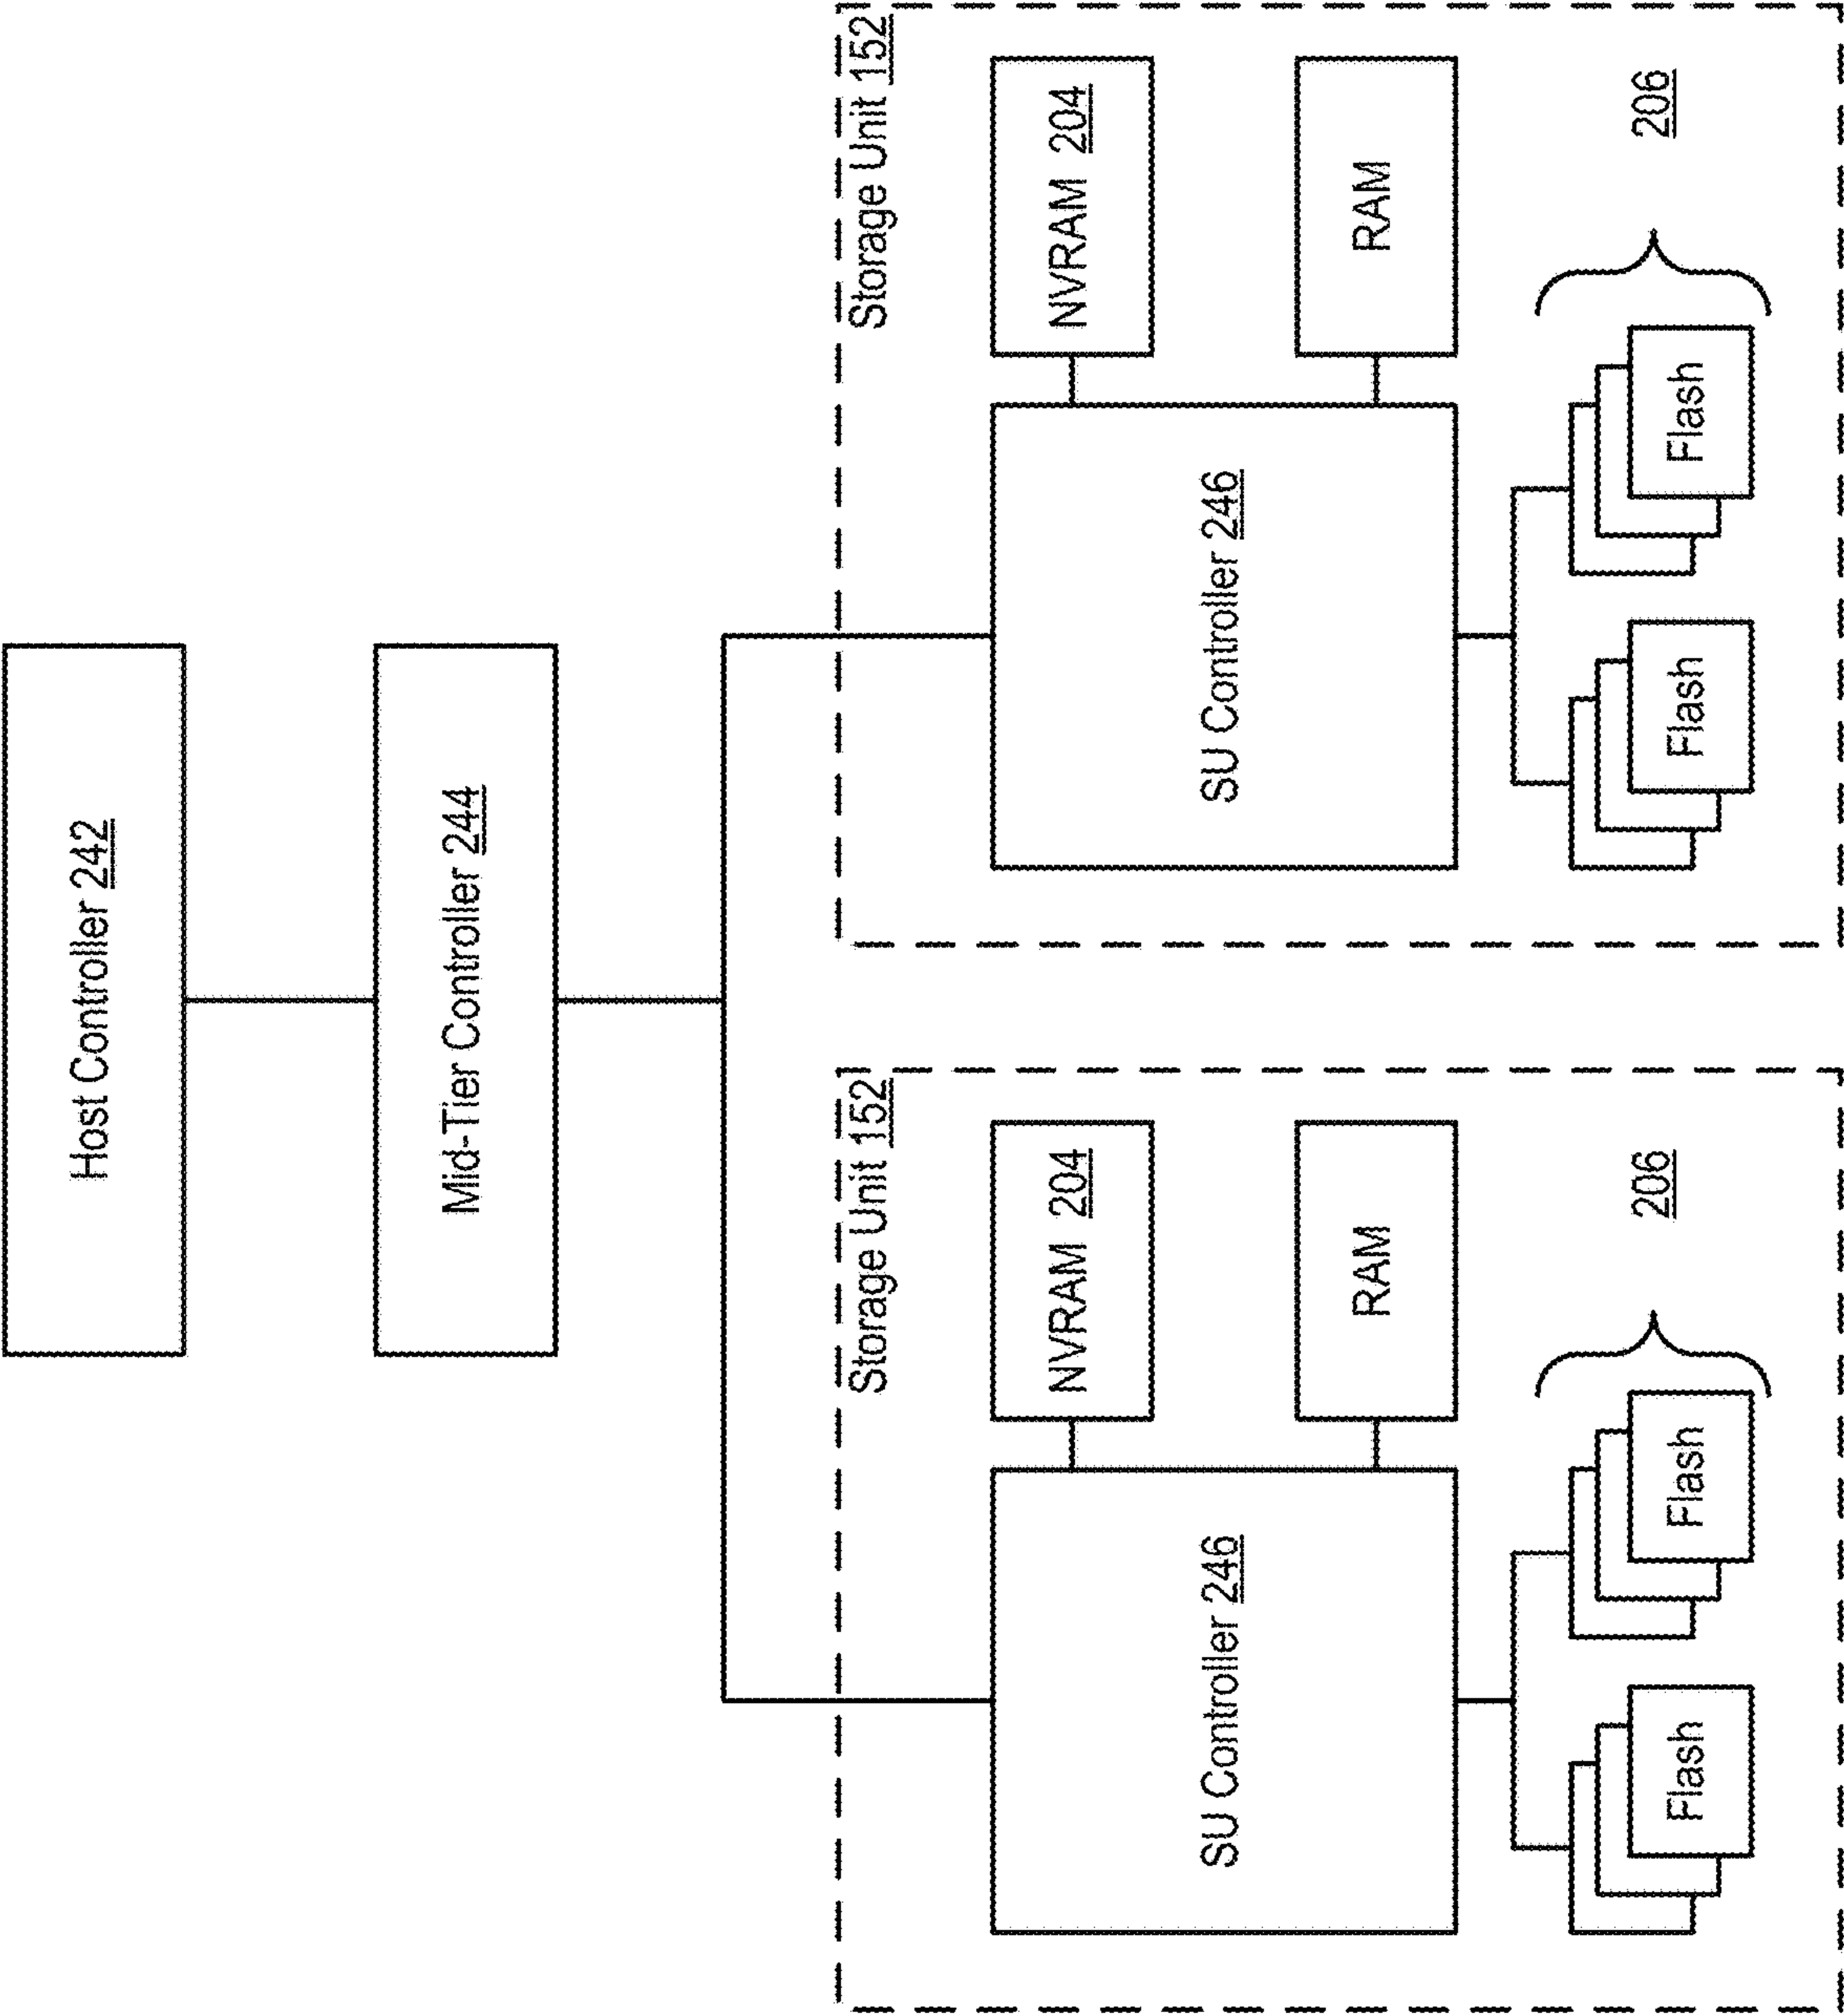 Host Controller 242
Mid-Tier Controller 244
Storage Unit 152
SU Controller 246
NVRAM 204
RAM
Flash
Flash
206
Storage Unit 152
SU Controller 246
NVRAM 204
RAM
Flash
Flash
206